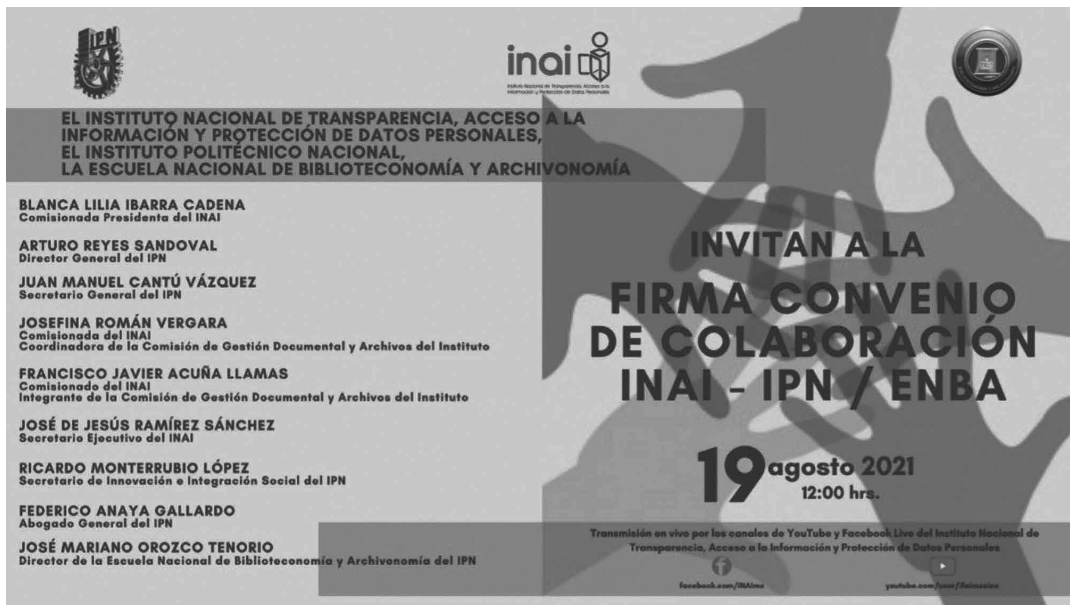 IPN
inai
Instituto Nacional de Transparencia, Acceso a la
Información y Protección de Datos Personales
EL INSTITUTO NACIONAL DE TRANSPARENCIA, ACCESO A LA
INFORMACIÓN Y PROTECCIÓN DE DATOS PERSONALES,
EL INSTITUTO POLITÉCNICO NACIONAL,
LA ESCUELA NACIONAL DE BIBLIOTECONOMÍA Y ARCHIVONOMÍA
BLANCA LILIA IBARRA CADENA
Comisionada Presidenta del INAI
ARTURO REYES SANDOVAL
Director General del IPN
JUAN MANUEL CANTÚ VÁZQUEZ
Secretario General del IPN
JOSEFINA ROMÁN VERGARA
Comisionada del INAI
Coordinadora de la Comisión de Gestión Documental y Archivos del Instituto
FRANCISCO JAVIER ACUÑA LLAMAS
Comisionado del INAI
Integrante de la Comisión de Gestión Documental y Archivos del Instituto
JOSÉ DE JESÚS RAMÍREZ SÁNCHEZ
Secretario Ejecutivo del INAI
RICARDO MONTERRUBIO LÓPEZ
Secretario de Innovación e Integración Social del IPN
FEDERICO ANAYA GALLARDO
Abogado General del IPN
JOSÉ MARIANO OROZCO TENORIO
Director de la Escuela Nacional de Biblioteconomía y Archivonomía del IPN
INVITAN A LA
FIRMA CONVENIO
DE COLABORACIÓN
INAI - IPN / ENBA
19 agosto 2021
12:00 hrs.
Transmisión en vivo por los canales de YouTube y Facebook Live del Instituto Nacional de
Transparencia, Acceso a la Información y Protección de Datos Personales
facebook.com/INAImx